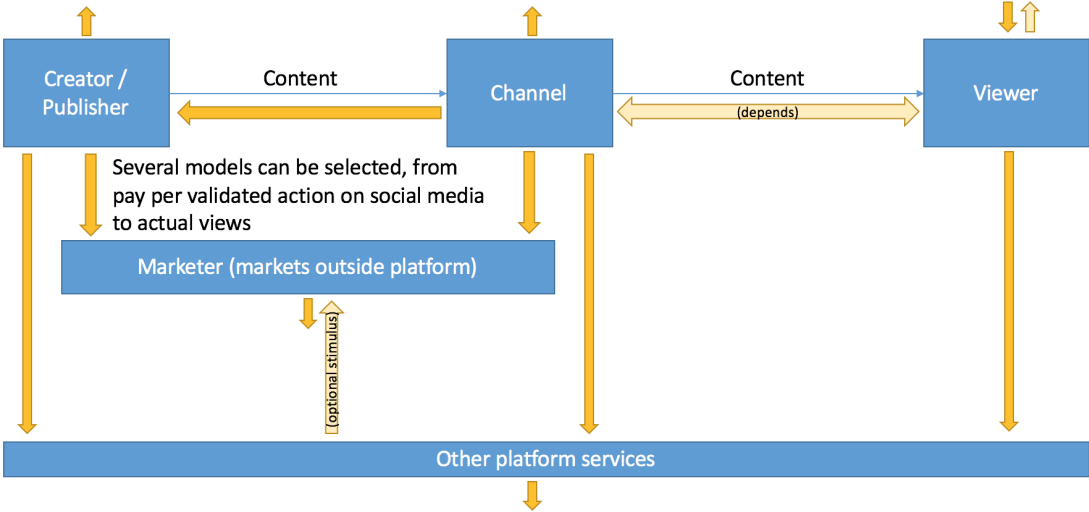 Creator /
Publisher
Content
Channel
Content
(depends)
Viewer
Several models can be selected, from
pay per validated action on social media
to actual views
Marketer (markets outside platform)
(optional stimulus)
Other platform services